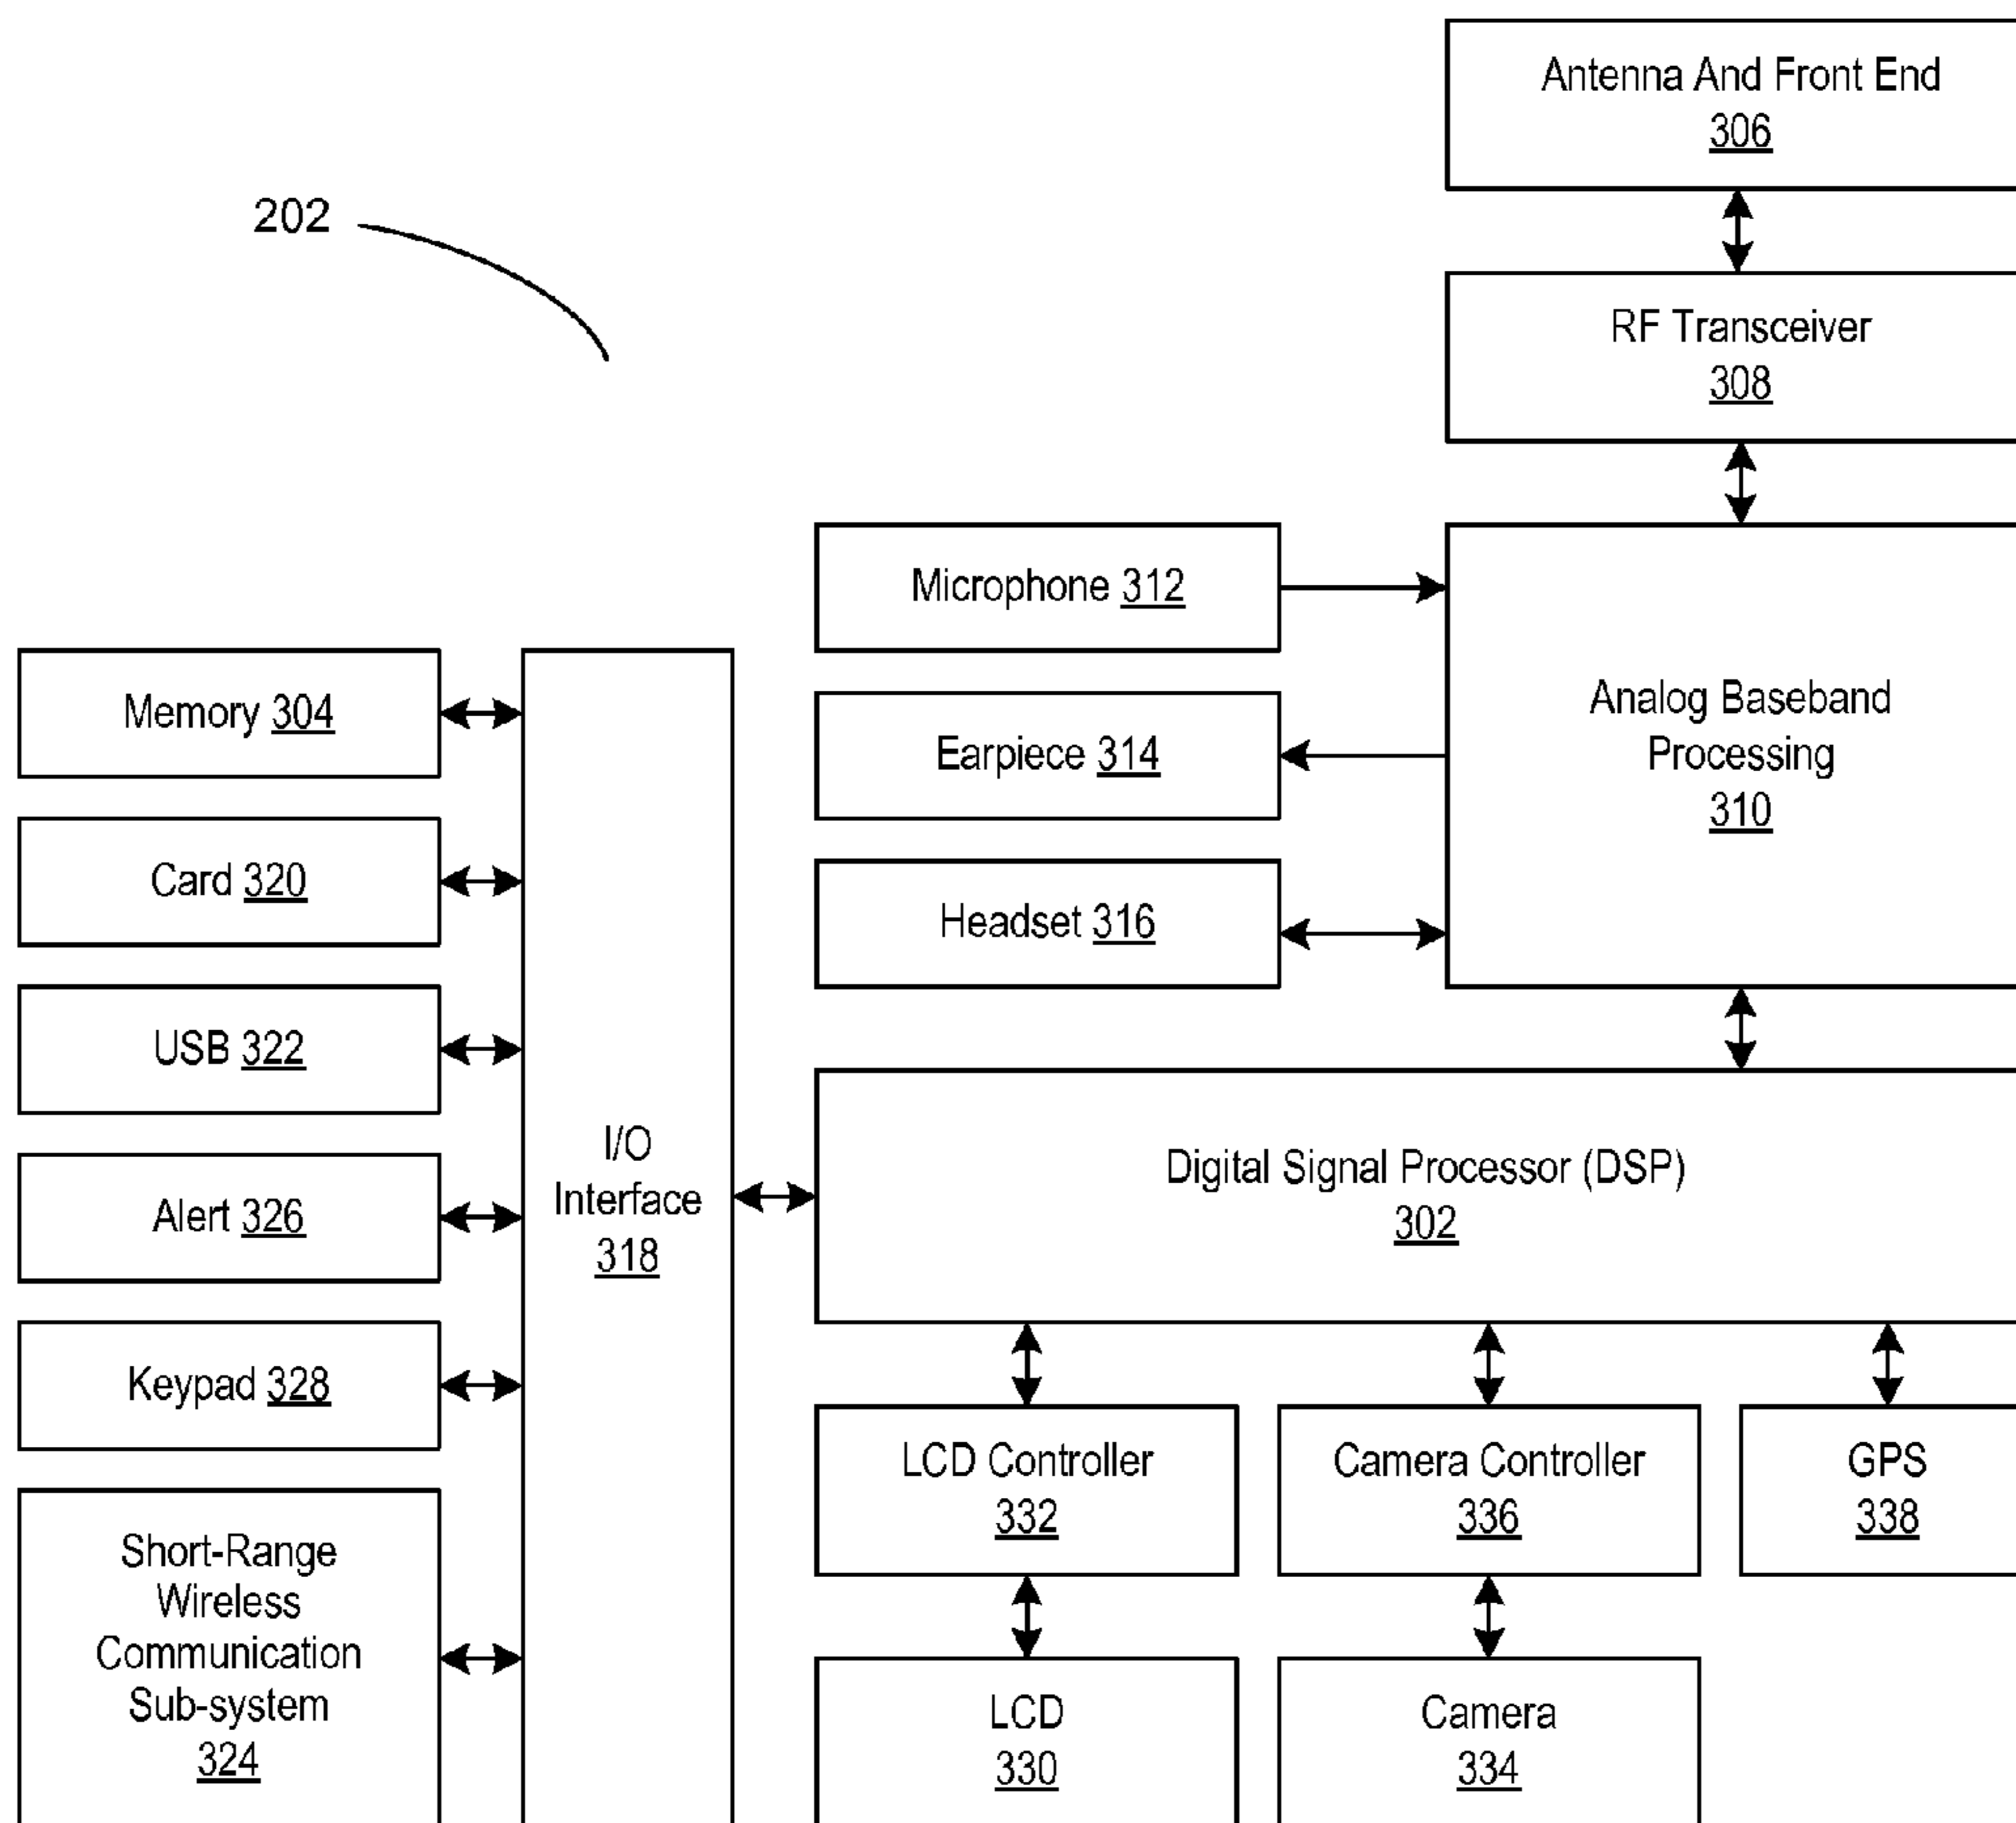 Antenna And Front End
306
202
RF Transceiver
308
Microphone 312
Earpiece 314
Headset 316
Analog Baseband
Processing
310
Memory 304
Card 320
USB 322
Alert 326
Keypad 328
Short-Range
Wireless
Communication
Sub-system
324
I/O
Interface
318
Digital Signal Processor (DSP)
302
LCD Controller
332
Camera Controller
336
GPS
338
LCD
330
Camera
334